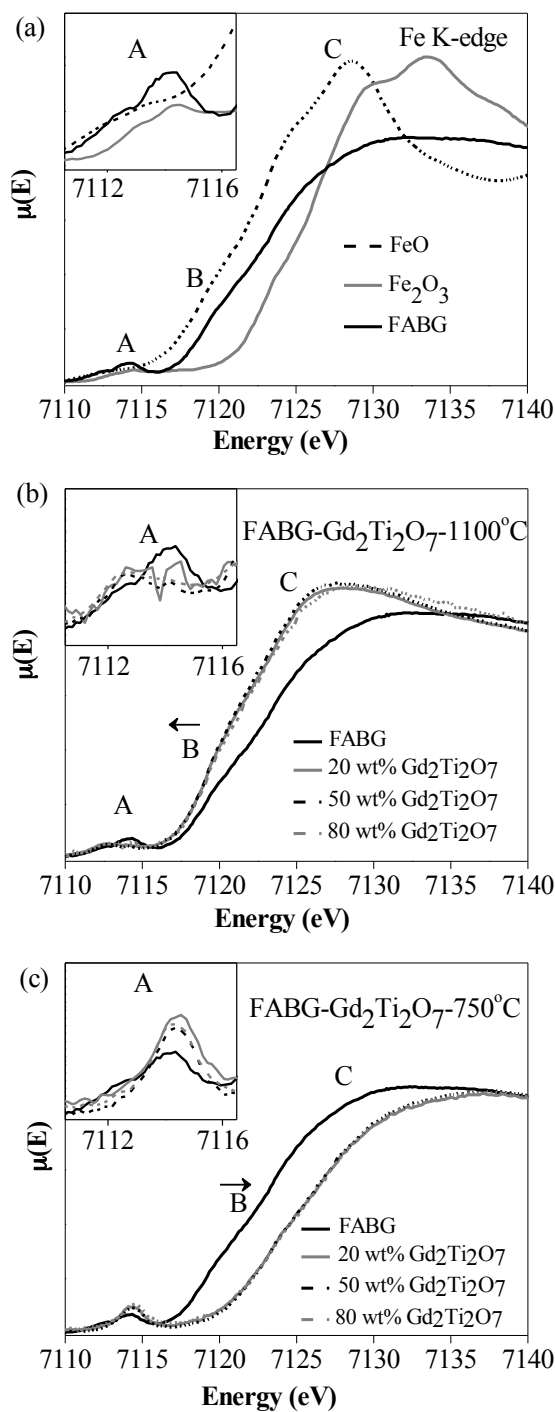 (a)
A
7112 7116
C
Fe K-edge
μ(E)
B
A
FeO
Fe₂O₃
FABG
7110 7115 7120 7125 7130 7135 7140
Energy (eV)
(b)
A
7112 7116
FABG-Gd₂Ti₂O₇-1100°C
C
μ(E)
←
B
A
FABG
20 wt% Gd₂Ti₂O₇
50 wt% Gd₂Ti₂O₇
80 wt% Gd₂Ti₂O₇
7110 7115 7120 7125 7130 7135 7140
Energy (eV)
(c)
A
7112 7116
FABG-Gd₂Ti₂O₇-750°C
C
μ(E)
→
B
FABG
20 wt% Gd₂Ti₂O₇
50 wt% Gd₂Ti₂O₇
80 wt% Gd₂Ti₂O₇
7110 7115 7120 7125 7130 7135 7140
Energy (eV)